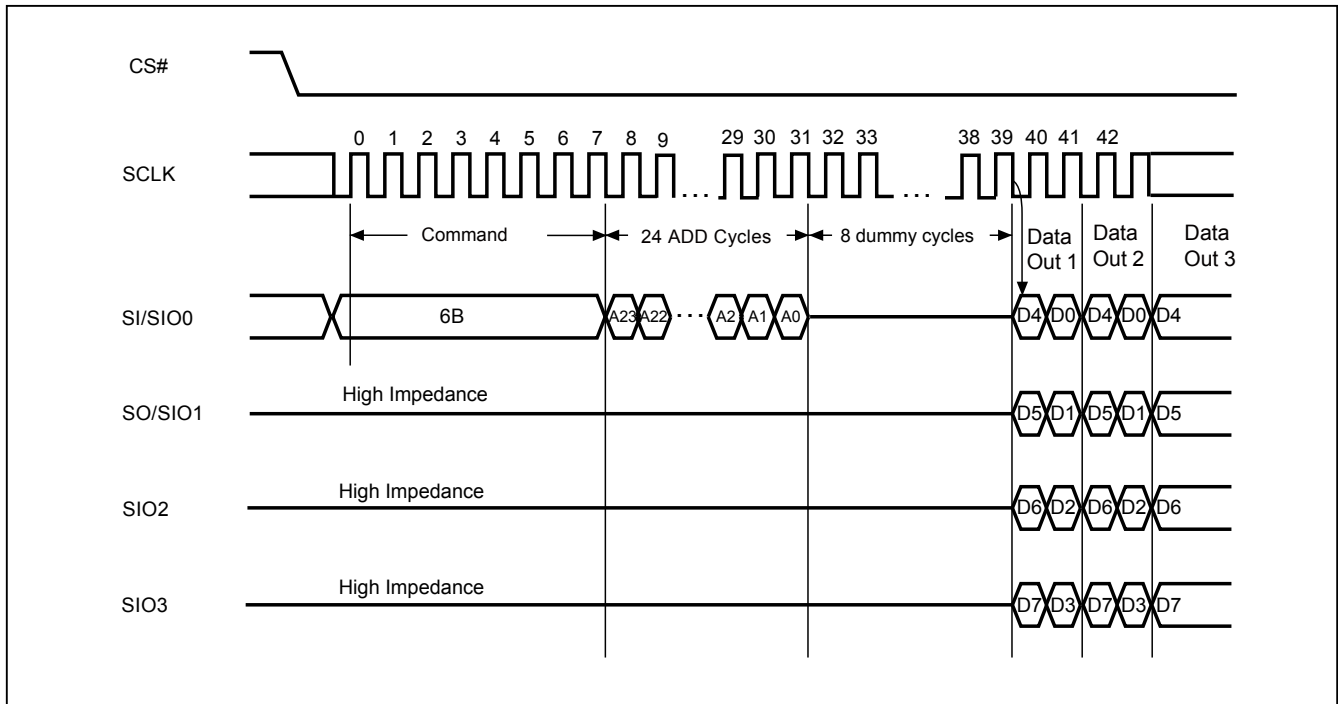 CS#
0 1 2 3 4 5 6 7 8 9 29 30 31 32 33 38 39 40 41 42
SCLK
... ...
Command 24 ADD Cycles 8 dummy cycles Data Out 1 Data Out 2 Data Out 3
SI/SIO0 6B A23 A22 ... A2 A1 A0 D4 D0 D4 D0 D4
High Impedance
SO/SIO1 D5 D1 D5 D1 D5
High Impedance
SIO2 D6 D2 D6 D2 D6
High Impedance
SIO3 D7 D3 D7 D3 D7